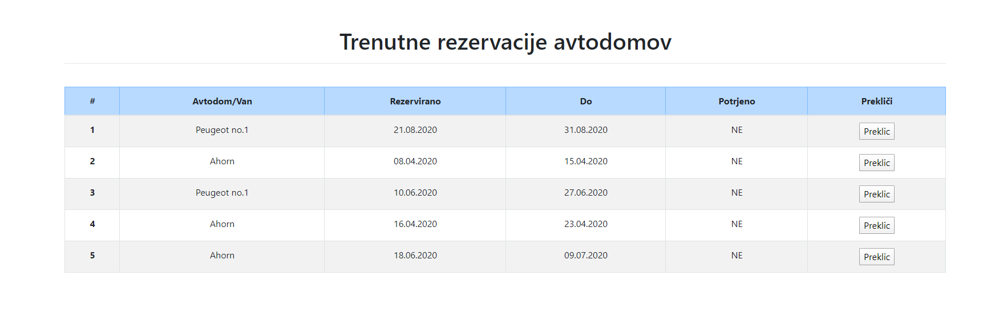 Trenutne rezervacije avtodomov
# Avtodom/Van Rezervirano Do Potrjeno Prekliči
1 Peugeot no.1 21.08.2020 31.08.2020 NE Preklic
2 Ahorn 08.04.2020 15.04.2020 NE Preklic
3 Peugeot no.1 10.06.2020 27.06.2020 NE Preklic
4 Ahorn 16.04.2020 23.04.2020 NE Preklic
5 Ahorn 18.06.2020 09.07.2020 NE Preklic